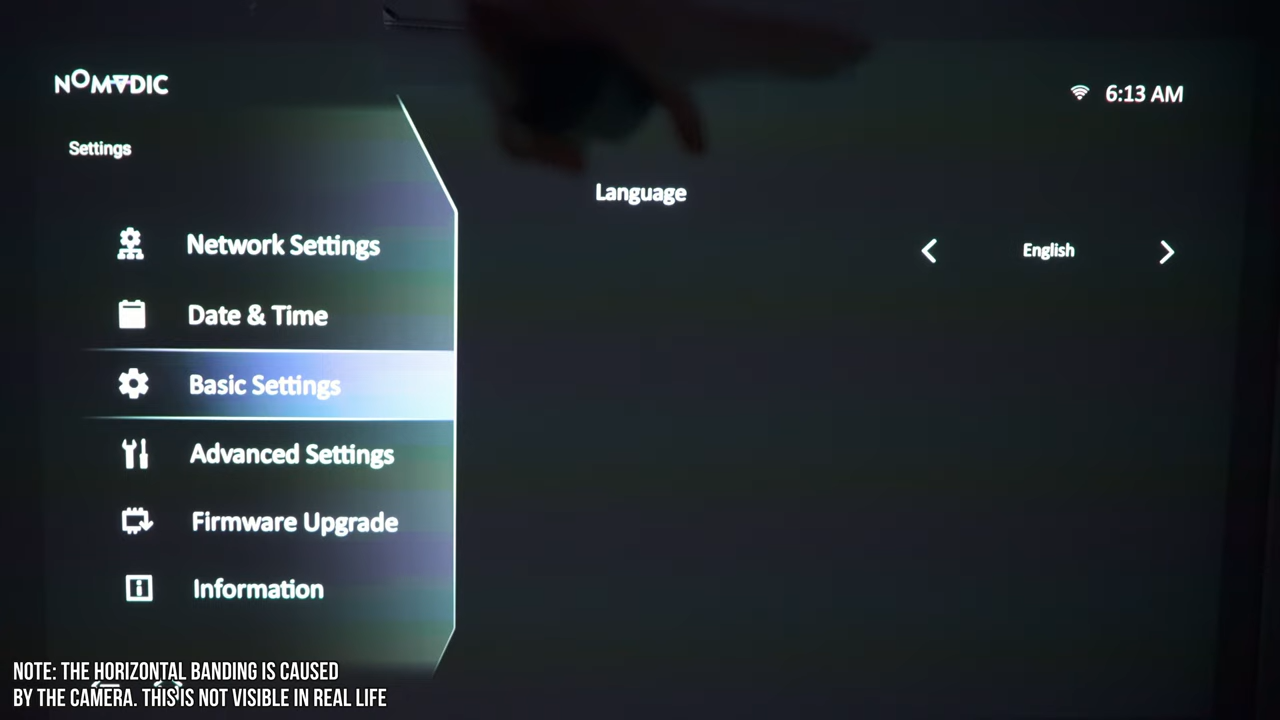 NOMADIC
6:13 AM
Settings
Language
Network Settings
English
Date & Time
Basic Settings
Advanced Settings
Firmware Upgrade
Information
NOTE: THE HORIZONTAL BANDING IS CAUSED
BY THE CAMERA. THIS IS NOT VISIBLE IN REAL LIFE